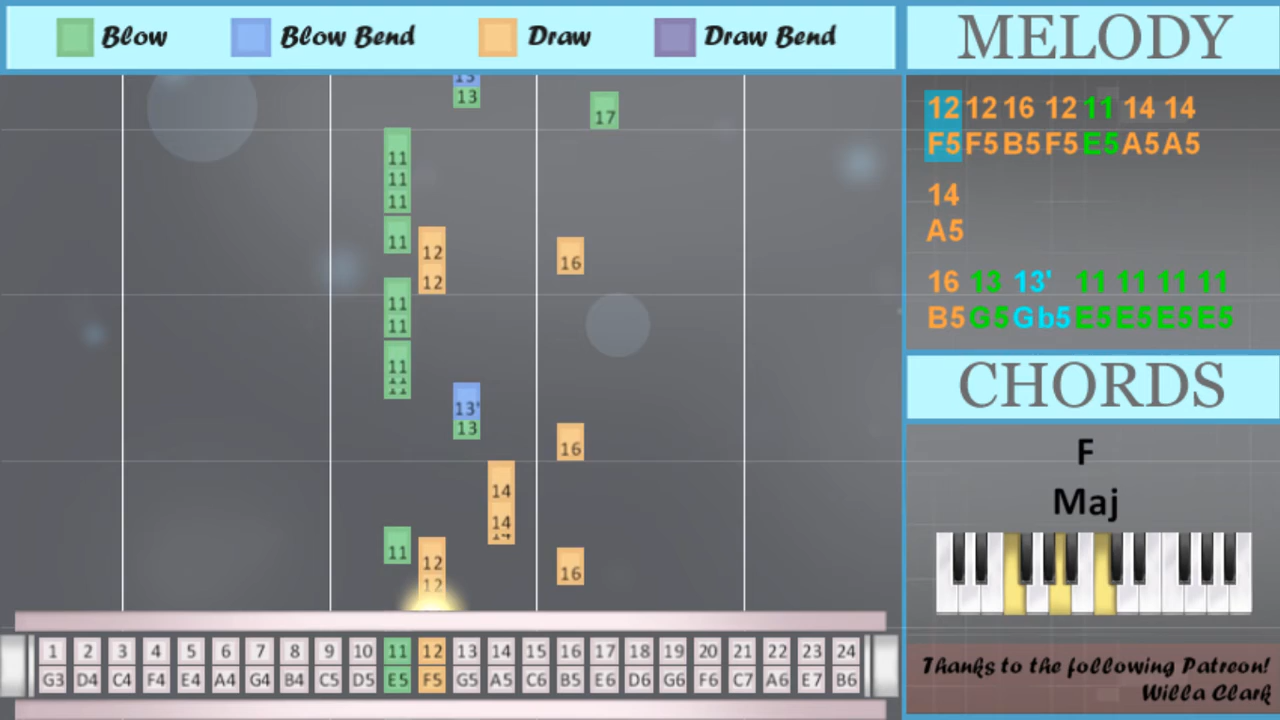 Blow Blow Bend Draw Draw Bend
MELODY
12 12 16 12 11 14 14
F5 F5 B5 F5 E5 A5 A5
14
A5
16 13 13' 11 11 11 11
B5 G5 Gb5 E5 E5 E5 E5
CHORDS
F
Maj
Thanks to the following Patreon!
Willa Clark
13
17
11
11
11
11
12
16
12
11
11
11
13'
13
16
14
14
11
12
16
12
1 2 3 4 5 6 7 8 9 10 11 12 13 14 15 16 17 18 19 20 21 22 23 24
G3 D4 C4 F4 E4 A4 G4 B4 C5 D5 E5 F5 G5 A5 C6 B5 E6 D6 G6 F6 C7 A6 E7 B6